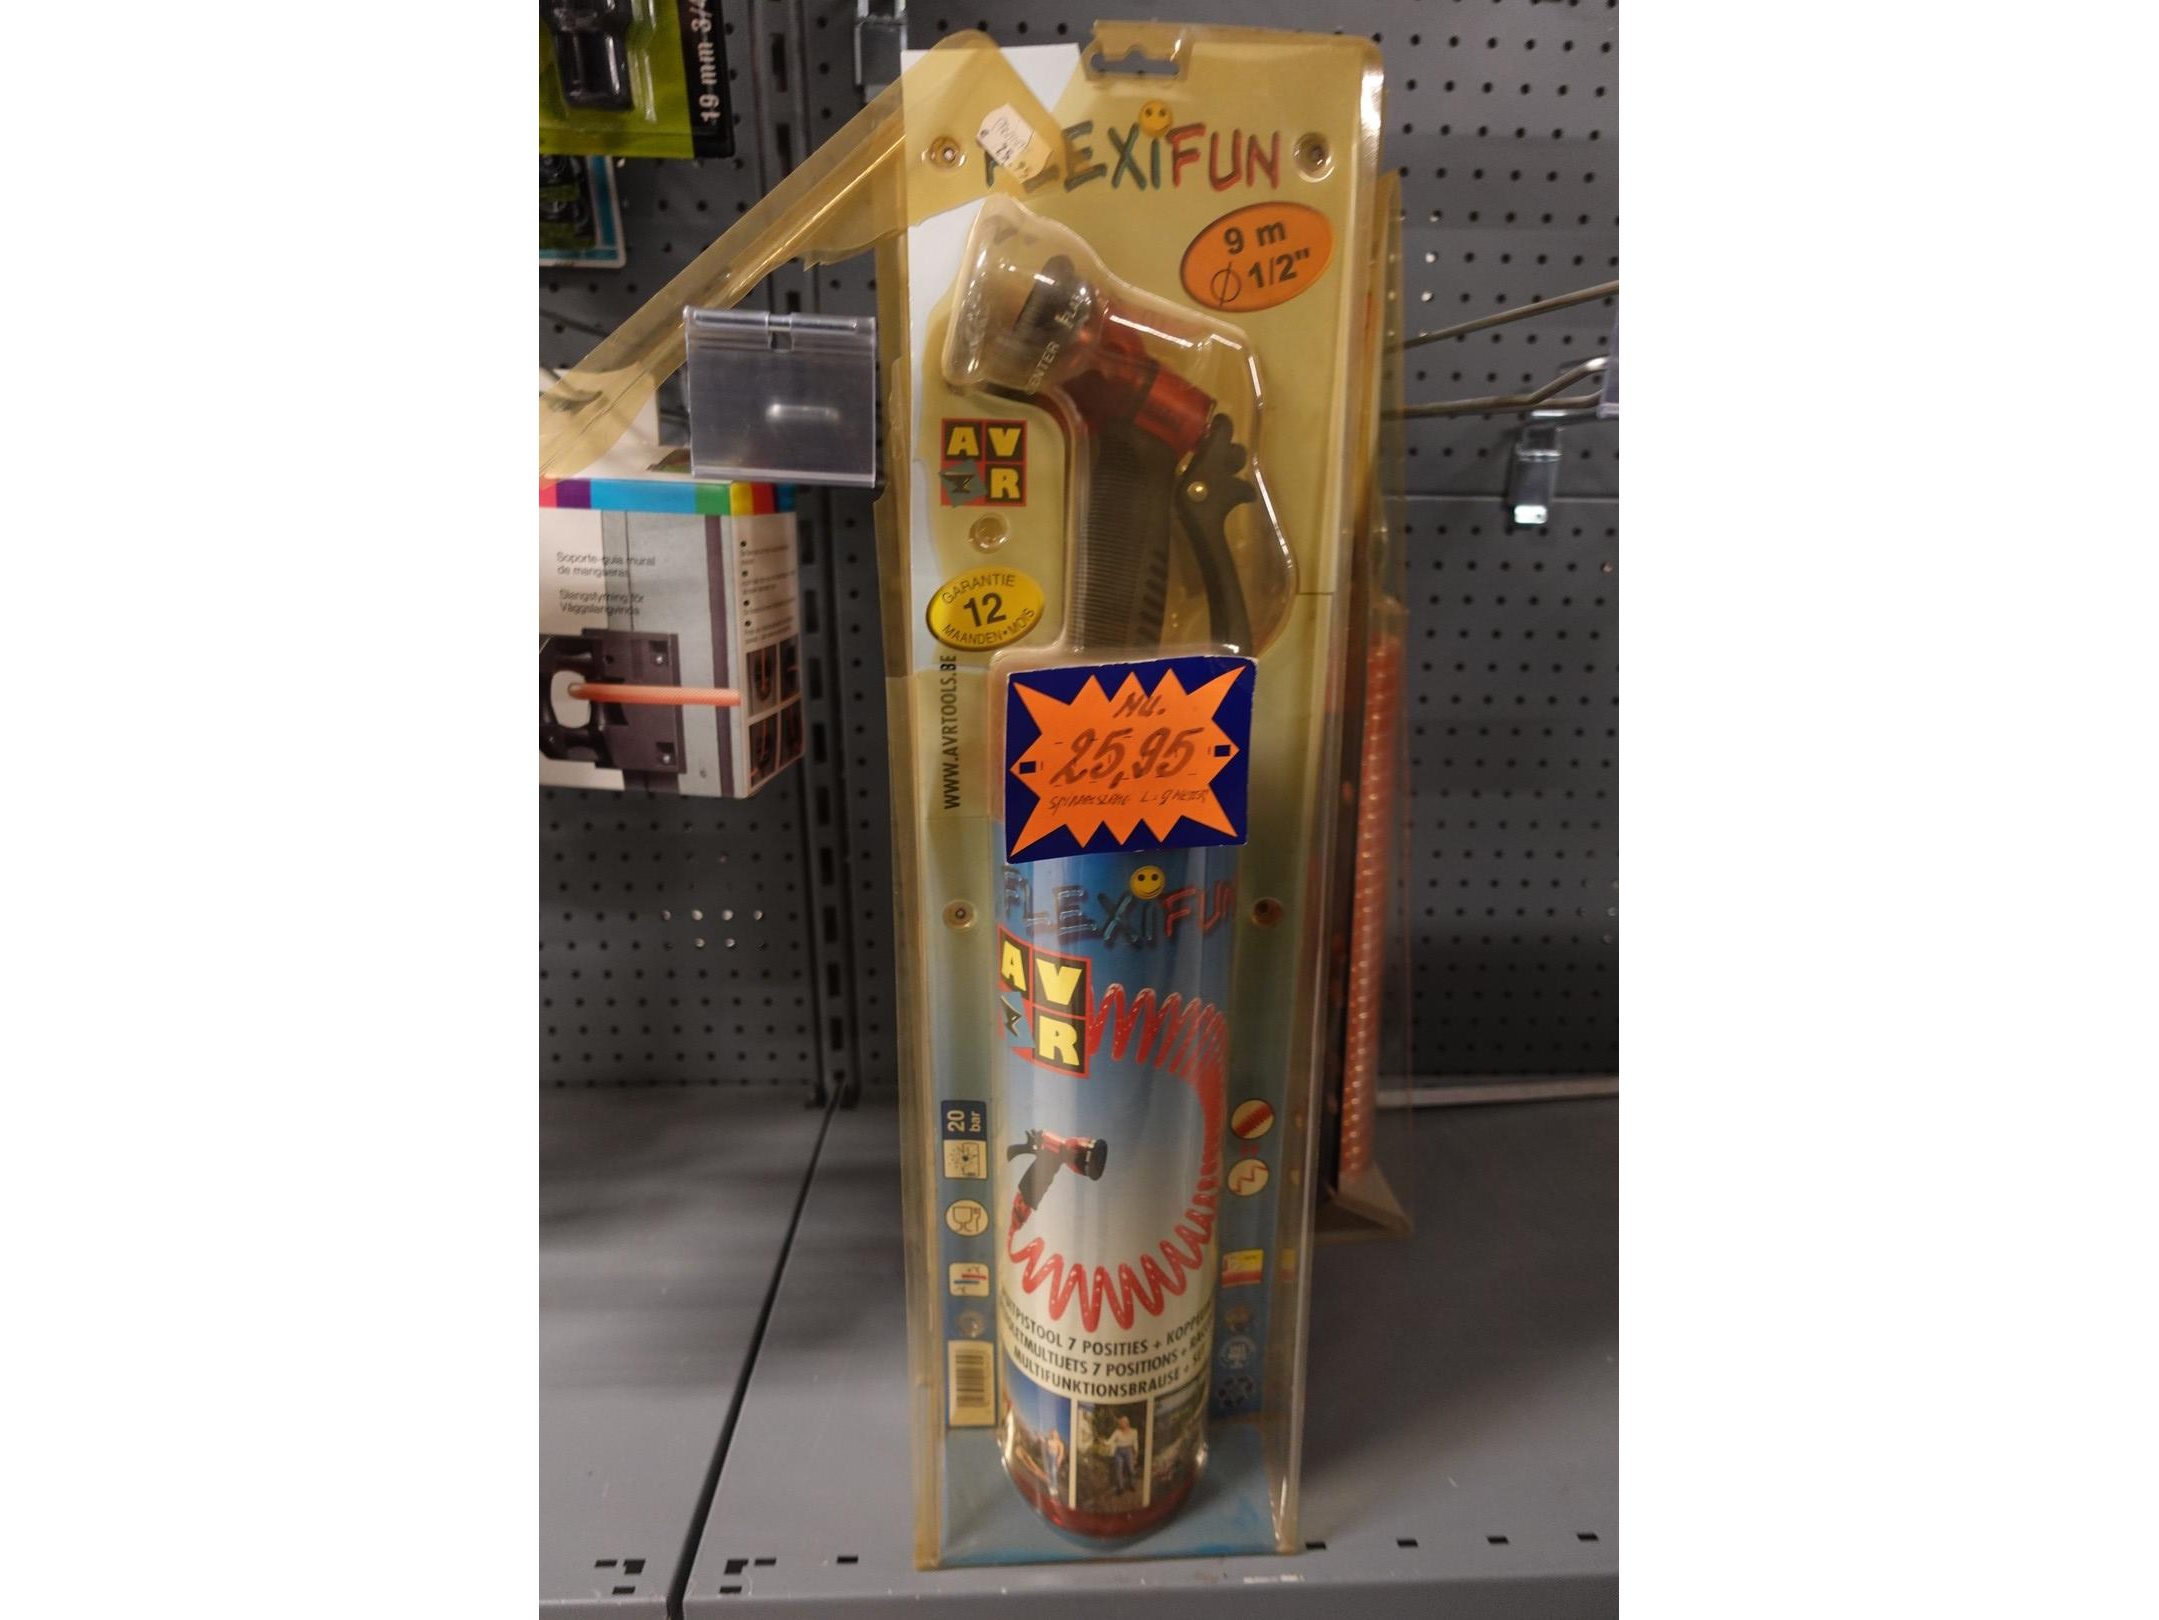 19 mm-3/4
FLEXiFUN
9 m
Ø 1/2"
FLAT
CENTER
AV
R
GARANTIE
12
MAANDEN • MOIS
WWW.AVRTOOLS.BE
Soporte-guía mural
de mangueras
Slangstyrning för
Väggslangvinda
NU.
25,95
FLEXiFUN
AV
R
20
bar
PISTOOL 7 POSITIES +
MULTIJETS 7 POSITIONS +
MULTIFUNKTIONSBRAUSE +